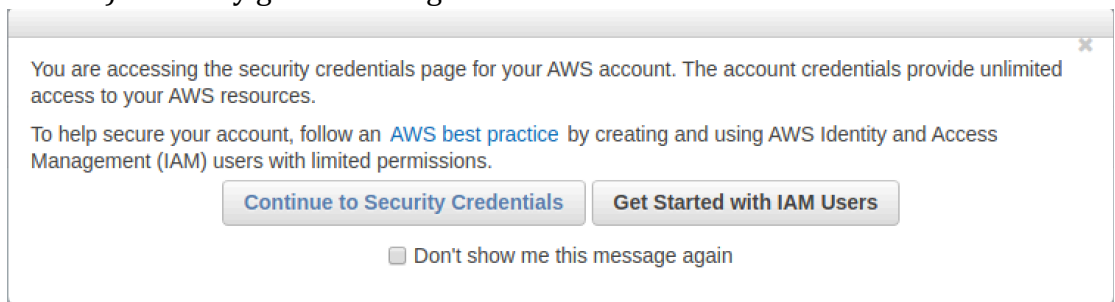 You are accessing the security credentials page for your AWS account. The account credentials provide unlimited
access to your AWS resources.
To help secure your account, follow an AWS best practice by creating and using AWS Identity and Access
Management (IAM) users with limited permissions.
Continue to Security Credentials Get Started with IAM Users
Don't show me this message again